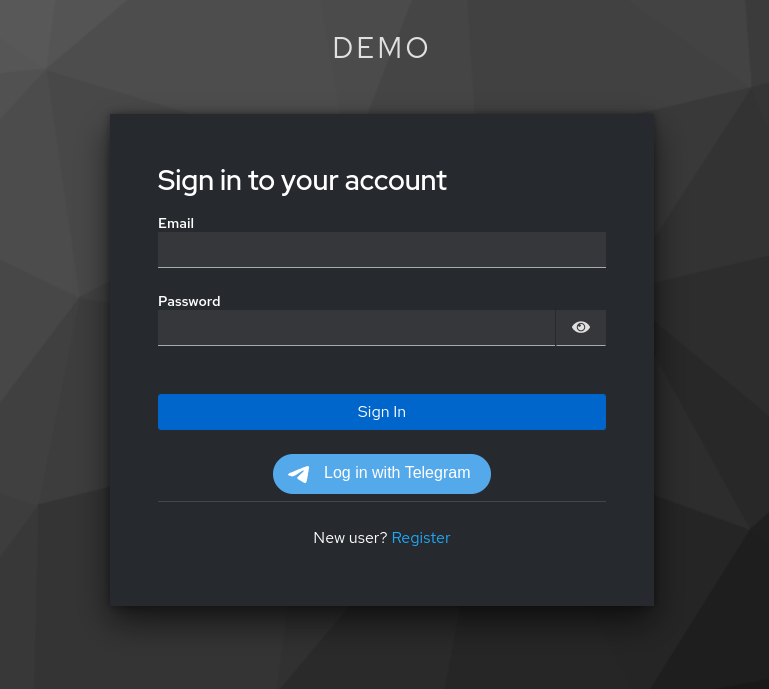 DEMO
Sign in to your account
Email
Password
Sign In
Log in with Telegram
New user? Register